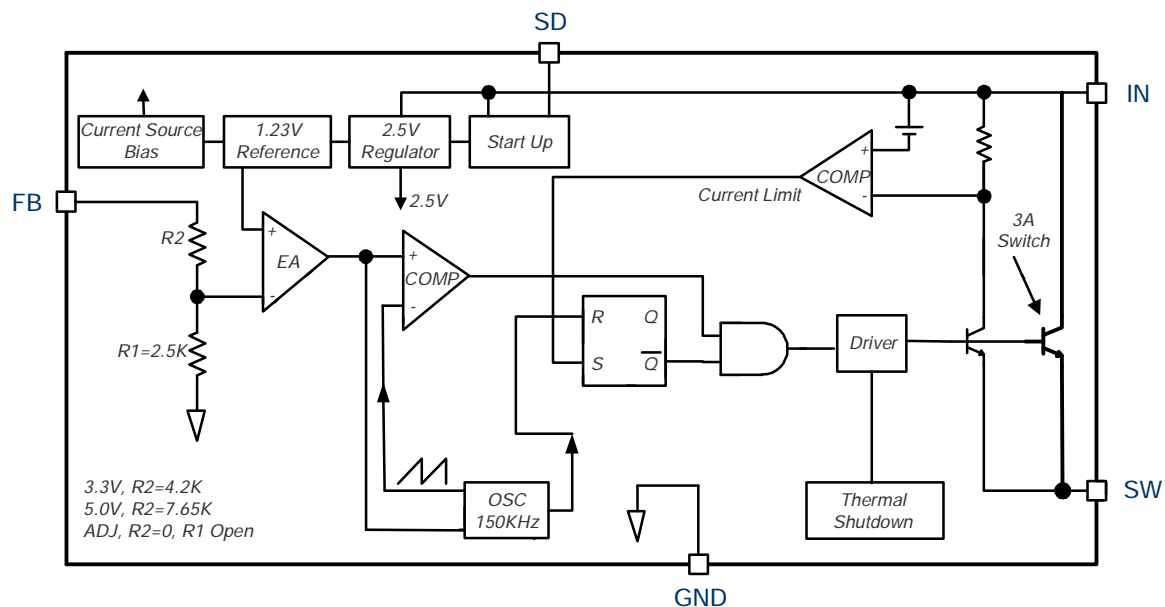 SD
IN
Current Source
Bias
1.23V
Reference
2.5V
Regulator
Start Up
+
COMP
-
Current Limit
FB
2.5V
R2
+
EA
-
+
COMP
-
3A
Switch
R
Q
S
Q̅
Driver
R1=2.5K
3.3V, R2=4.2K
5.0V, R2=7.65K
ADJ, R2=0, R1 Open
OSC
150KHz
Thermal
Shutdown
SW
GND